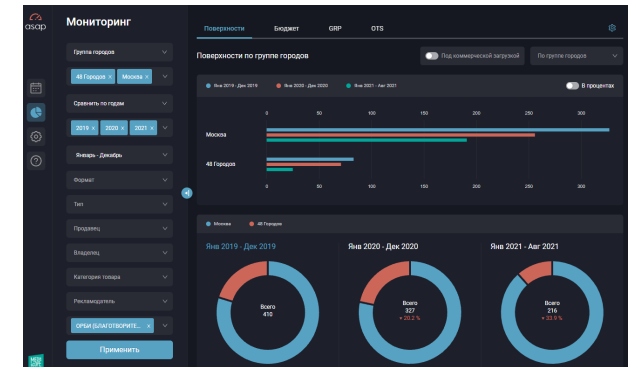 asap
Мониторинг
Группа городов
48 Городов × Москва ×
Сравнить по годам
2019 × 2020 × 2021 ×
Январь - Декабрь
Формат
Тип
Продавец
Владелец
Категория товара
Рекламодатель
ОРБИ (БЛАГОТВОРИТЕ... ×
Применить
Поверхности Бюджет GRP OTS
Поверхности по группе городов
Под коммерческой загрузкой
По группе городов
Янв 2019 - Дек 2019 Янв 2020 - Дек 2020 Янв 2021 - Авг 2021
В процентах
0 50 100 150 200 250 300
Москва
48 Городов
0 50 100 150 200 250 300
Москва 48 Городов
Янв 2019 - Дек 2019 Янв 2020 - Дек 2020 Янв 2021 - Авг 2021
Всего
410
Всего
327
Всего
216